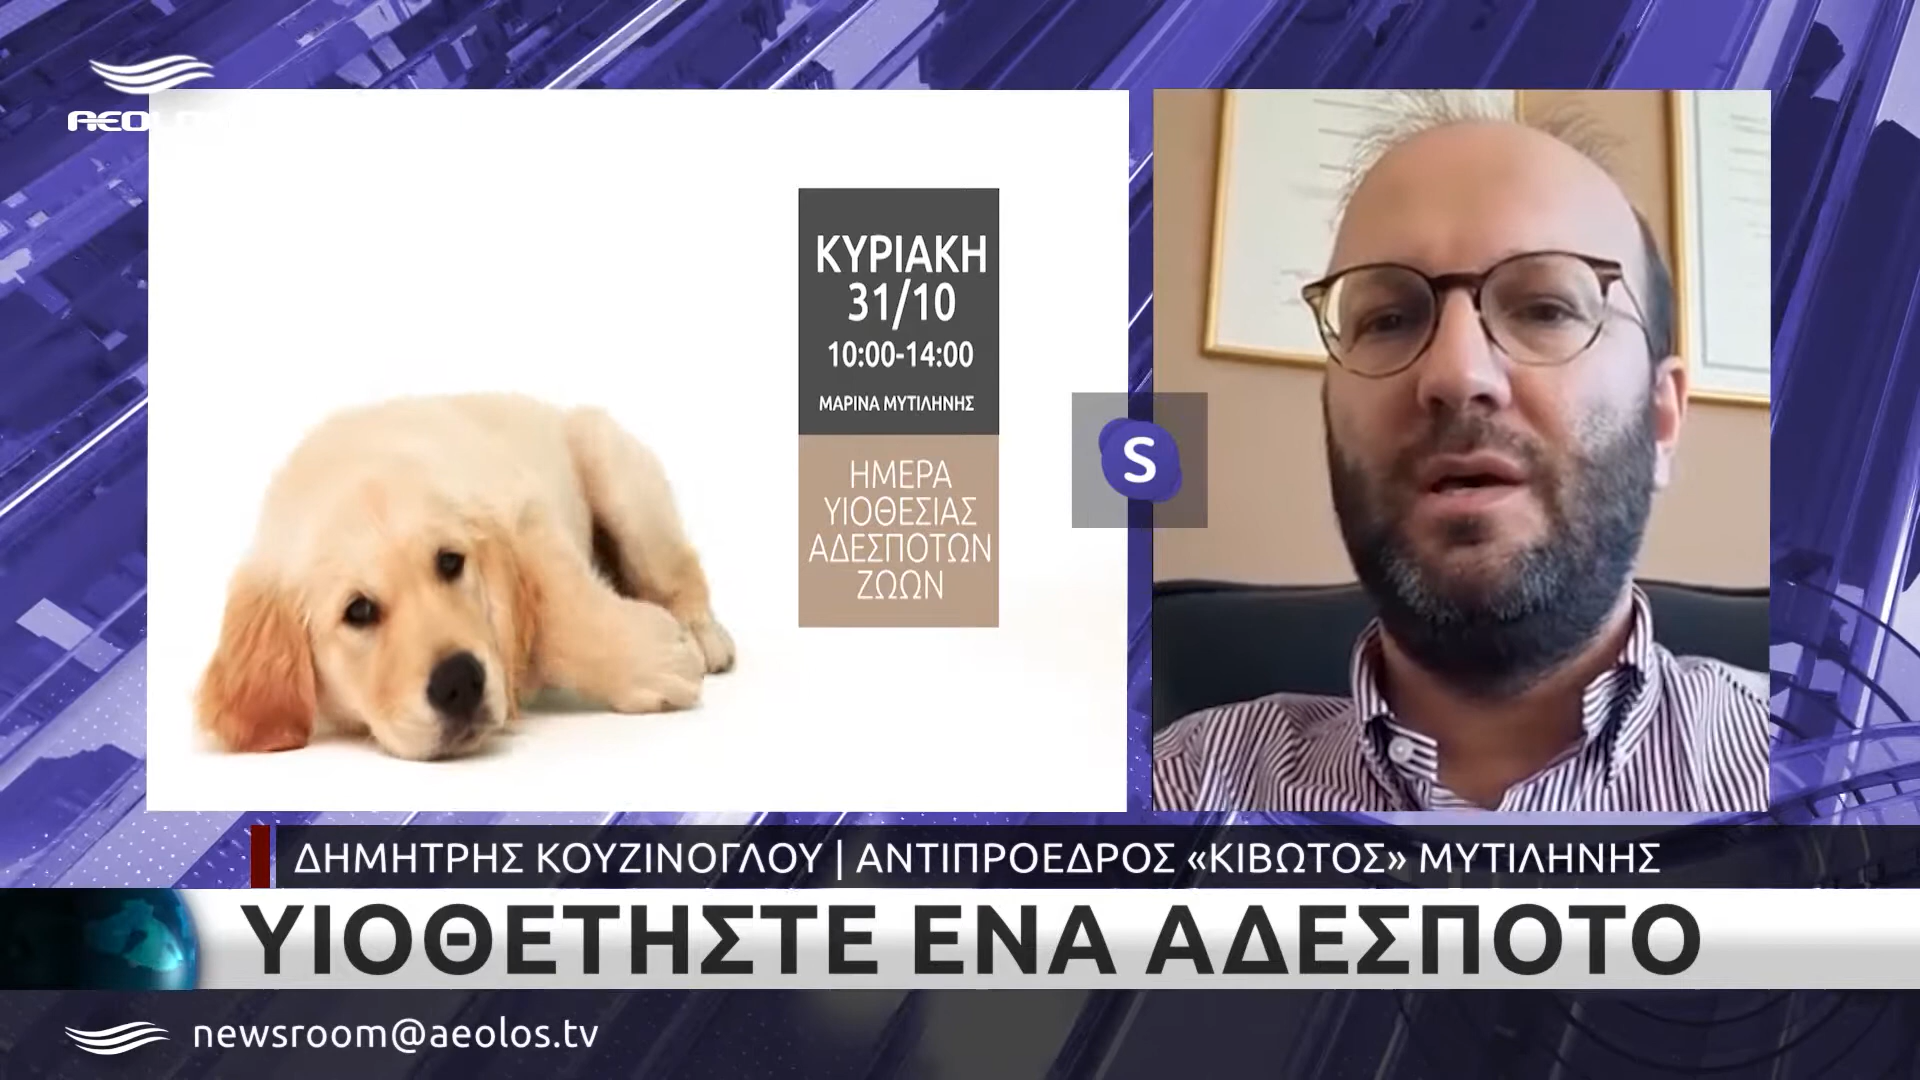 AEOLOS
ΚΥΡΙΑΚΗ
31/10
10:00-14:00
ΜΑΡΙΝΑ ΜΥΤΙΛΗΝΗΣ
ΗΜΕΡΑ
ΥΙΟΘΕΣΙΑΣ
ΑΔΕΣΠΟΤΩΝ
ΖΩΩΝ
S
ΔΗΜΗΤΡΗΣ ΚΟΥΖΙΝΟΓΛΟΥ | ΑΝΤΙΠΡΟΕΔΡΟΣ «ΚΙΒΩΤΟΣ» ΜΥΤΙΛΗΝΗΣ
ΥΙΟΘΕΤΗΣΤΕ ΕΝΑ ΑΔΕΣΠΟΤΟ
newsroom@aeolos.tv